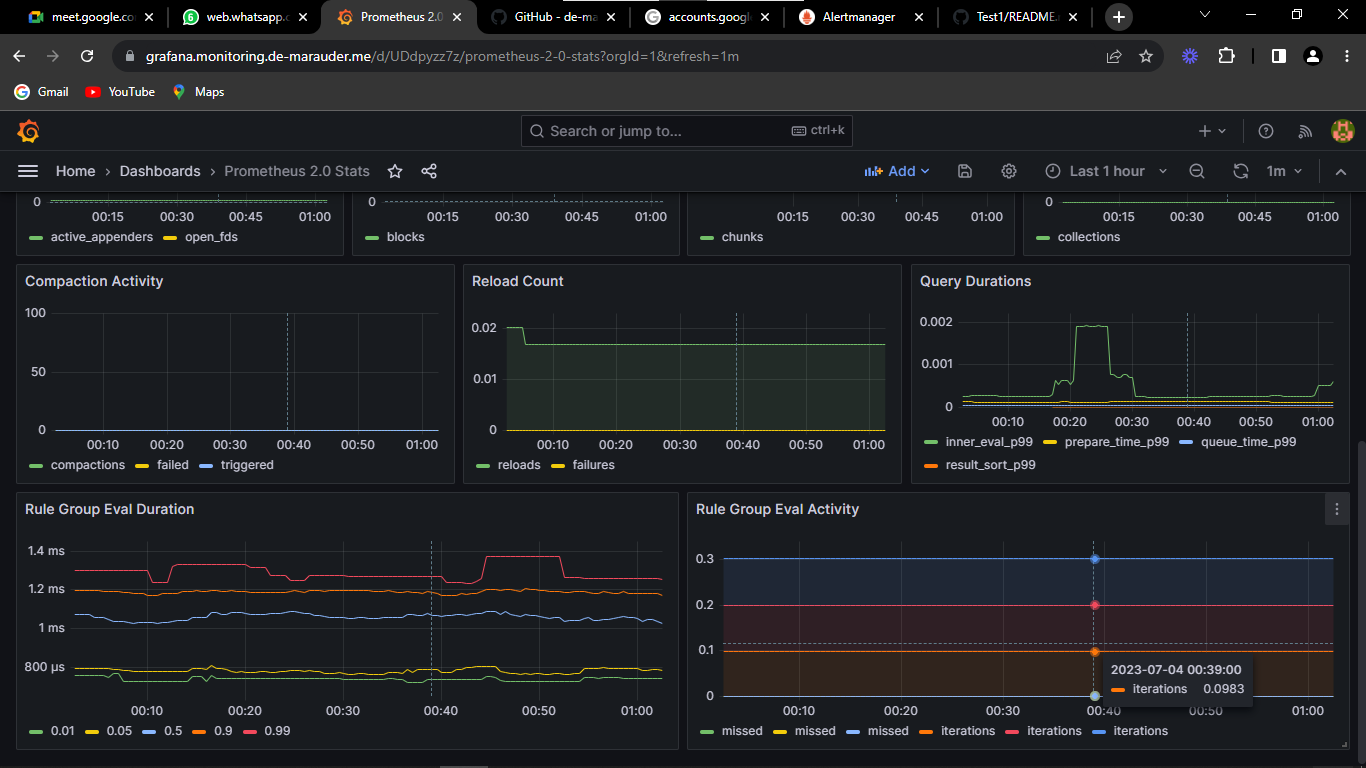 meet.google.co
6
web.whatsapp.c
Prometheus 2.0
GitHub - de-ma
accounts.googl
Alertmanager
Test1/README.
grafana.monitoring.de-marauder.me/d/UDdpyzz7z/prometheus-2-0-stats?orgId=1&refresh=1m
Gmail
YouTube
Maps
Search or jump to...
ctrl+k
Home › Dashboards › Prometheus 2.0 Stats
Add
Last 1 hour
1m
0
00:15 00:30 00:45 01:00
active_appenders open_fds
0
00:15 00:30 00:45 01:00
blocks
00:15 00:30 00:45 01:00
chunks
0
00:15 00:30 00:45 01:00
collections
Compaction Activity
100
50
0
00:10 00:20 00:30 00:40 00:50 01:00
compactions failed triggered
Reload Count
0.02
0.01
0
00:10 00:20 00:30 00:40 00:50 01:00
reloads failures
Query Durations
0.002
0.001
0
00:10 00:20 00:30 00:40 00:50 01:00
inner_eval_p99 prepare_time_p99 queue_time_p99
result_sort_p99
Rule Group Eval Duration
1.4 ms
1.2 ms
1 ms
800 µs
00:10 00:20 00:30 00:40 00:50 01:00
0.01 0.05 0.5 0.9 0.99
Rule Group Eval Activity
0.3
0.2
0.1
0
2023-07-04 00:39:00
iterations 0.0983
00:10 00:20 00:30 00:40 00:50 01:00
missed missed missed iterations iterations iterations